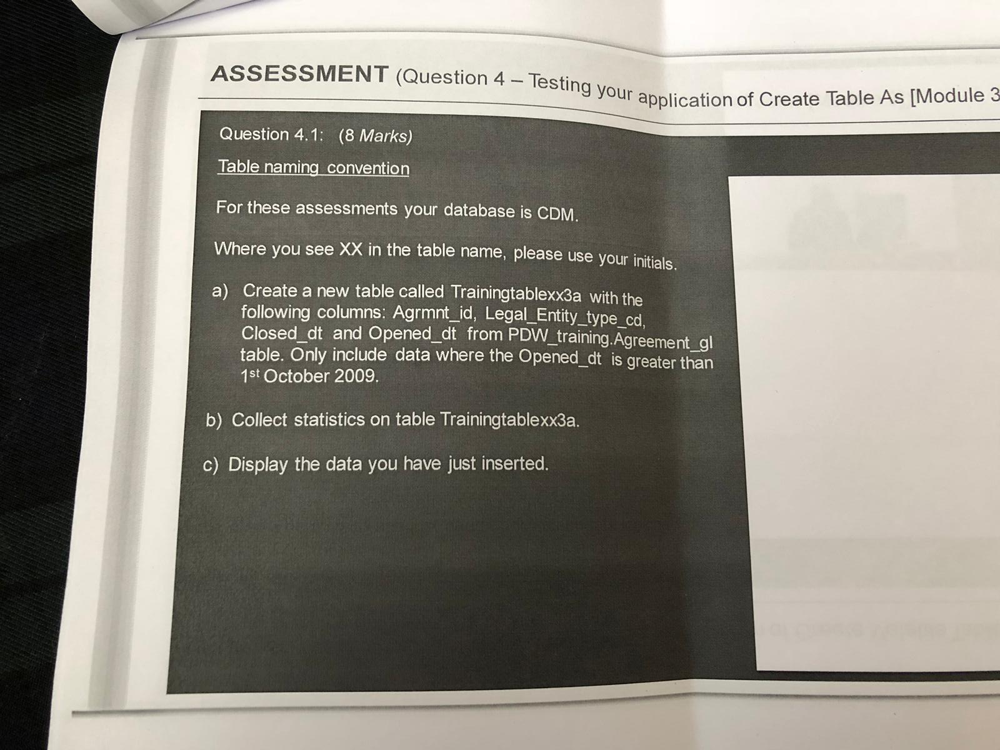 ASSESSMENT (Question 4 – Testing your application of Create Table As [Module 3
Question 4.1: (8 Marks)
Table naming convention
For these assessments your database is CDM.
Where you see XX in the table name, please use your initials.
a) Create a new table called Trainingtablexx3a with the
following columns: Agrmnt_id, Legal_Entity_type_cd,
Closed_dt and Opened_dt from PDW_training.Agreement_gl
table. Only include data where the Opened_dt is greater than
1st October 2009.
b) Collect statistics on table Trainingtablexx3a.
c) Display the data you have just inserted.